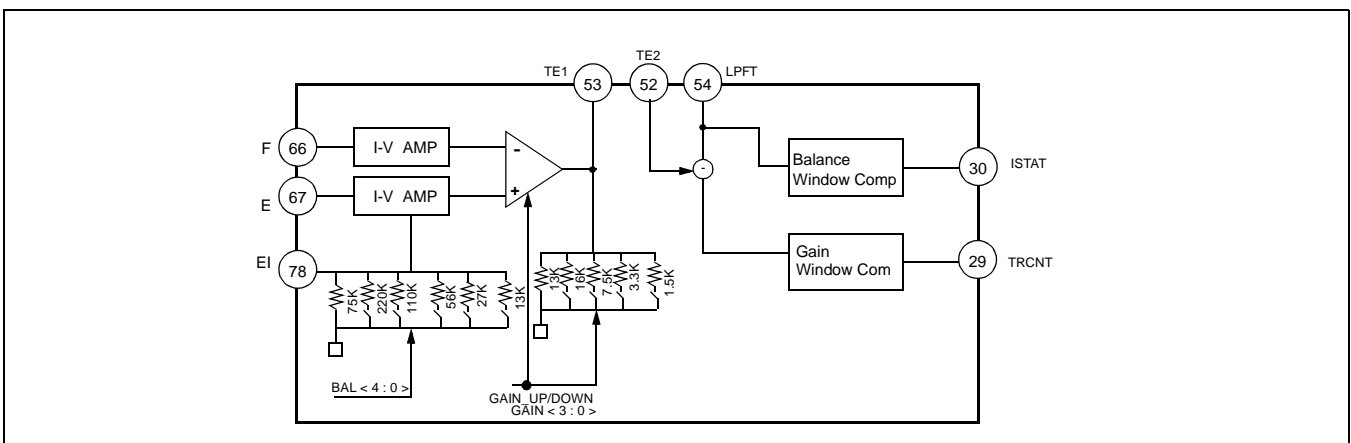 TE1
TE2
LPFT
53
52
54
F
66
I-V AMP
-
E
67
I-V AMP
+
EI
78
75K
220K
110K
56K
27K
13K
13K
16K
7.5K
3.3K
1.5K
-
Balance
Window Comp
30
ISTAT
Gain
Window Com
29
TRCNT
BAL < 4 : 0 >
GAIN_UP/DOWN
GAIN < 3 : 0 >